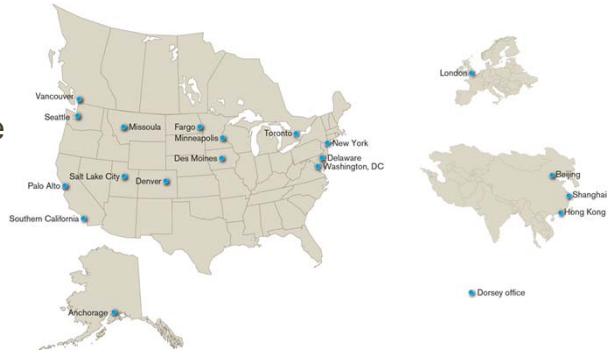 e
Vancouver
Seattle
Missoula
Fargo
Minneapolis
Toronto
New York
Des Moines
Delaware
Washington, DC
Salt Lake City
Denver
Palo Alto
Southern California
Anchorage
London
Beijing
Shanghai
Hong Kong
Dorsey office